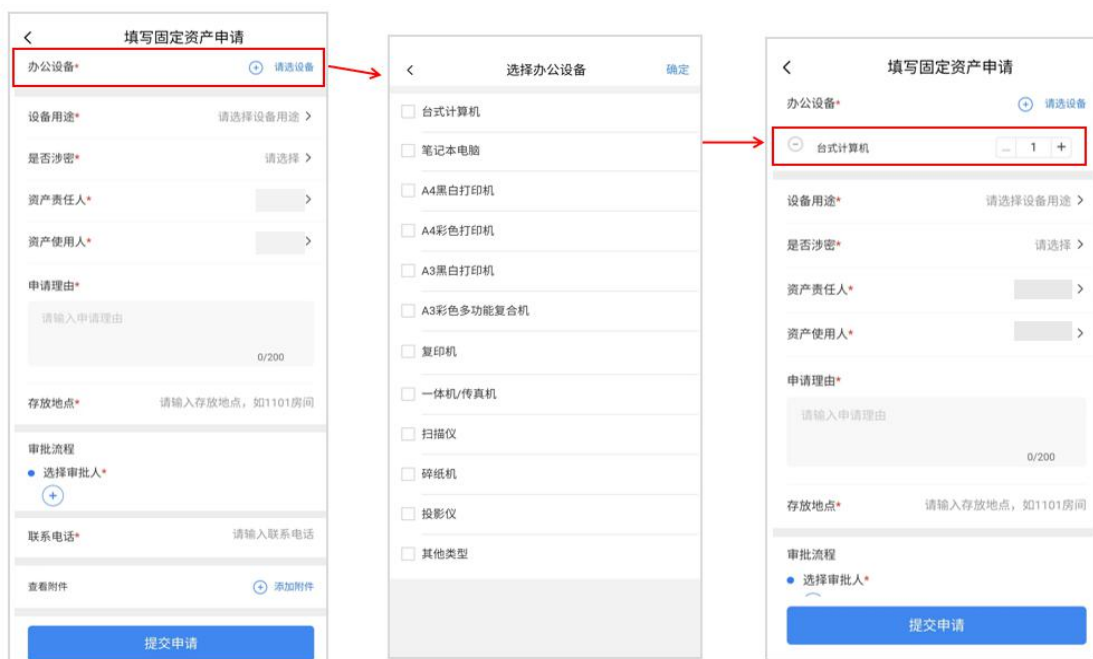 填写固定资产申请
办公设备* 请选设备
设备用途* 请选择设备用途
是否涉密* 请选择
资产责任人*
资产使用人*
申请理由*
请输入申请理由
0/200
存放地点* 请输入存放地点，如1101房间
审批流程
选择审批人*
联系电话* 请输入联系电话
查看附件 添加附件
提交申请
选择办公设备 确定
台式计算机
笔记本电脑
A4黑白打印机
A4彩色打印机
A3黑白打印机
A3彩色多功能复合机
复印机
一体机/传真机
扫描仪
碎纸机
投影仪
其他类型
填写固定资产申请
办公设备* 请选设备
台式计算机 1 +
设备用途* 请选择设备用途
是否涉密* 请选择
资产责任人*
资产使用人*
申请理由*
请输入申请理由
0/200
存放地点* 请输入存放地点，如1101房间
审批流程
选择审批人*
提交申请